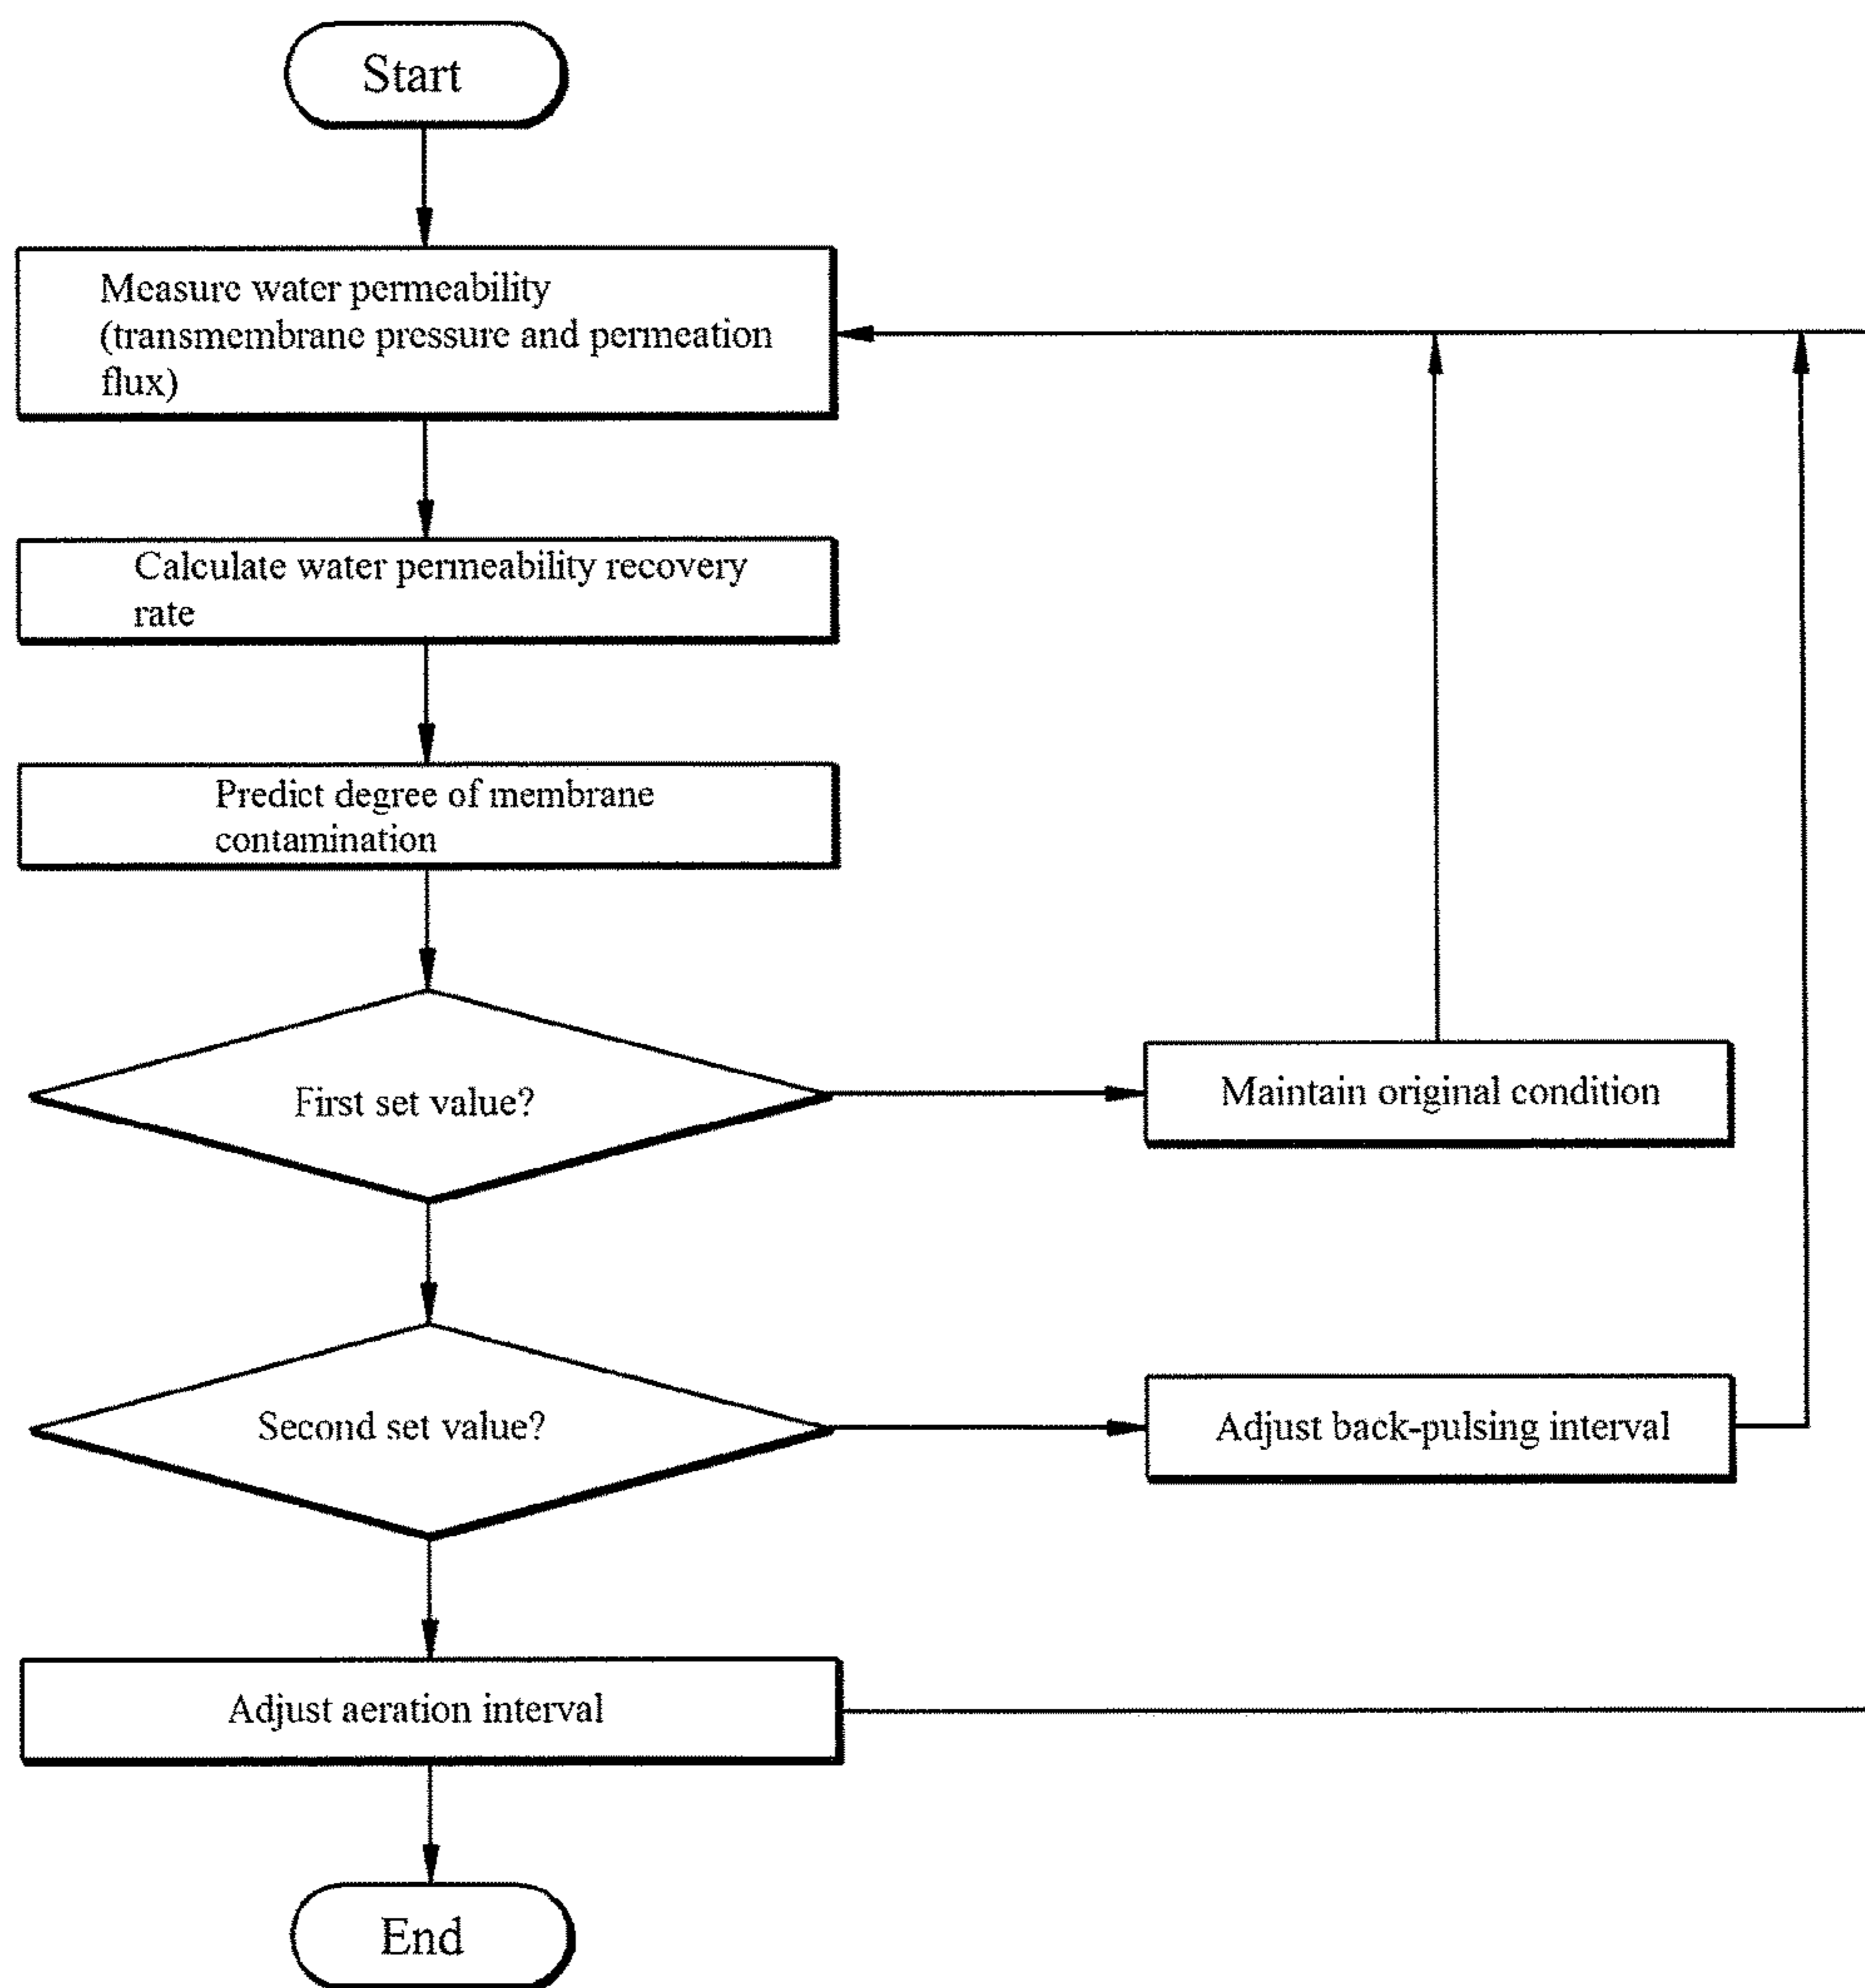 Start
Measure water permeability
(transmembrane pressure and permeation
flux)
Calculate water permeability recovery
rate
Predict degree of membrane
contamination
First set value?
Maintain original condition
Second set value?
Adjust back-pulsing interval
Adjust aeration interval
End